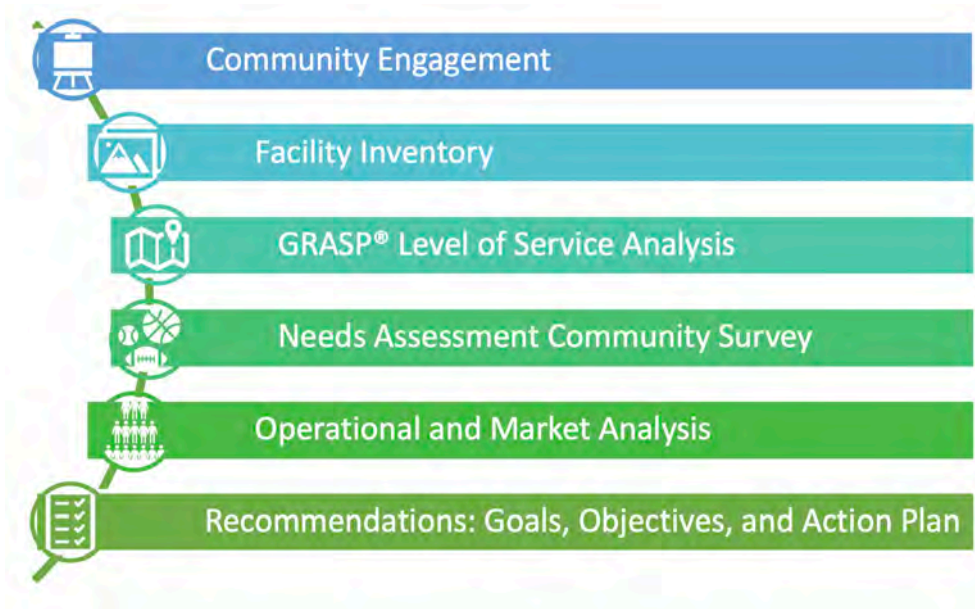 Community Engagement
Facility Inventory
GRASP® Level of Service Analysis
Needs Assessment Community Survey
Operational and Market Analysis
Recommendations: Goals, Objectives, and Action Plan